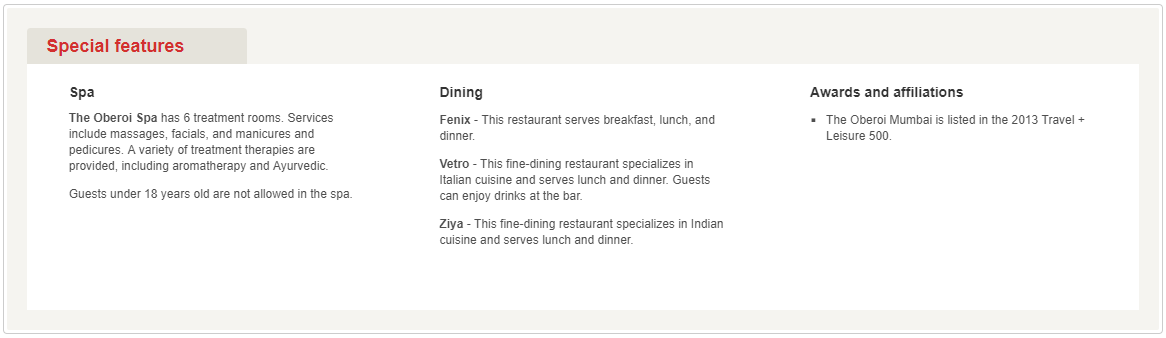 Special features
Spa
The Oberoi Spa has 6 treatment rooms. Services
include massages, facials, and manicures and
pedicures. A variety of treatment therapies are
provided, including aromatherapy and Ayurvedic.
Guests under 18 years old are not allowed in the spa.
Dining
Fenix - This restaurant serves breakfast, lunch, and
dinner.
Vetro - This fine-dining restaurant specializes in
Italian cuisine and serves lunch and dinner. Guests
can enjoy drinks at the bar.
Ziya - This fine-dining restaurant specializes in Indian
cuisine and serves lunch and dinner.
Awards and affiliations
▪ The Oberoi Mumbai is listed in the 2013 Travel +
Leisure 500.